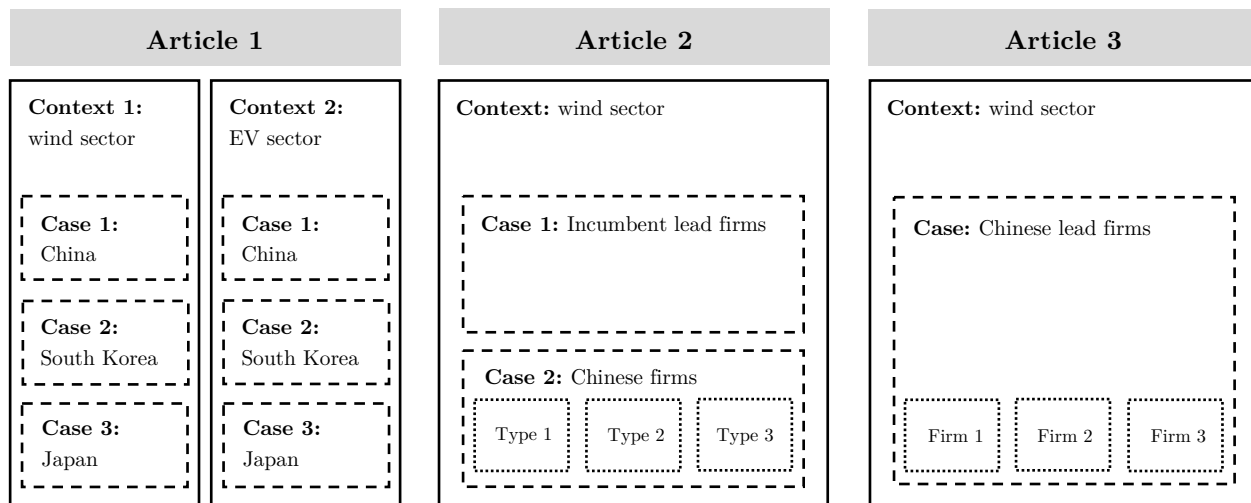 Article 1
Context 1:
wind sector
Case 1:
China
Case 2:
South Korea
Case 3:
Japan
Context 2:
EV sector
Case 1:
China
Case 2:
South Korea
Case 3:
Japan
Article 2
Context: wind sector
Case 1: Incumbent lead firms
Case 2: Chinese firms
Type 1
Type 2
Type 3
Article 3
Context: wind sector
Case: Chinese lead firms
Firm 1
Firm 2
Firm 3